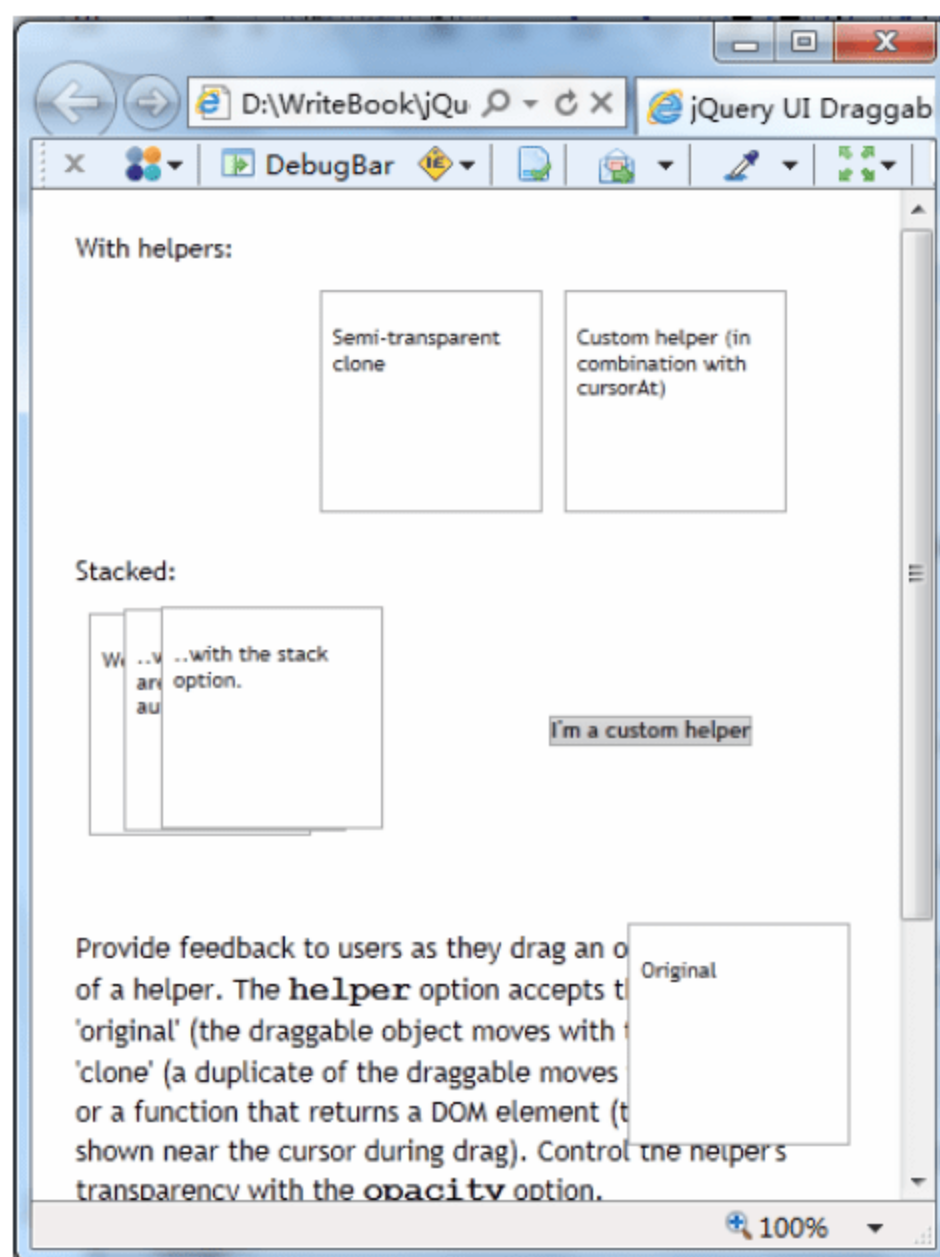 D:\WriteBook\jQu
jQuery UI Draggab
DebugBar
With helpers:
Semi-transparent
clone
Custom helper (in
combination with
cursorAt)
Stacked:
..with the stack
are option.
au
I'm a custom helper
Provide feedback to users as they drag an o
of a helper. The helper option accepts t
'original' (the draggable object moves with
'clone' (a duplicate of the draggable moves
or a function that returns a DOM element (t
shown near the cursor during drag). Control the helper's
transparency with the opacity option.
Original
100%